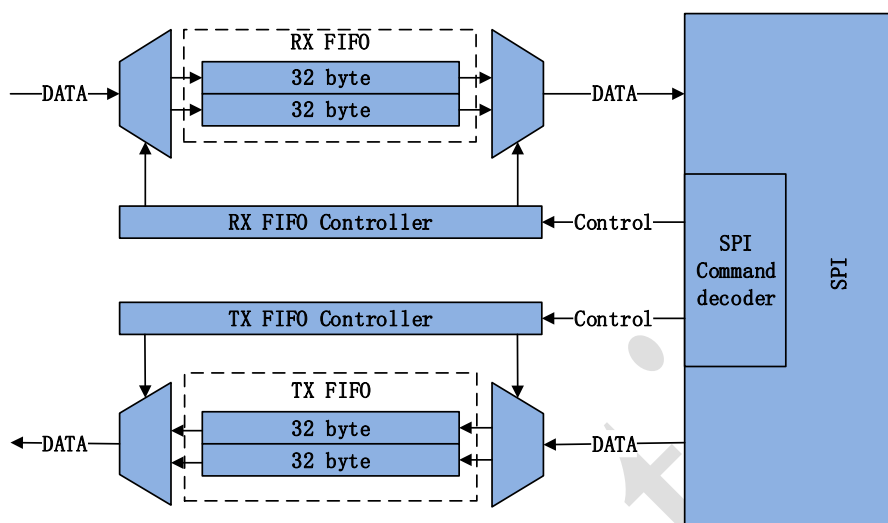 RX FIFO
32 byte
32 byte
DATA
DATA
RX FIFO Controller
Control
SPI
Command
decoder
SPI
TX FIFO Controller
Control
TX FIFO
32 byte
32 byte
DATA
DATA